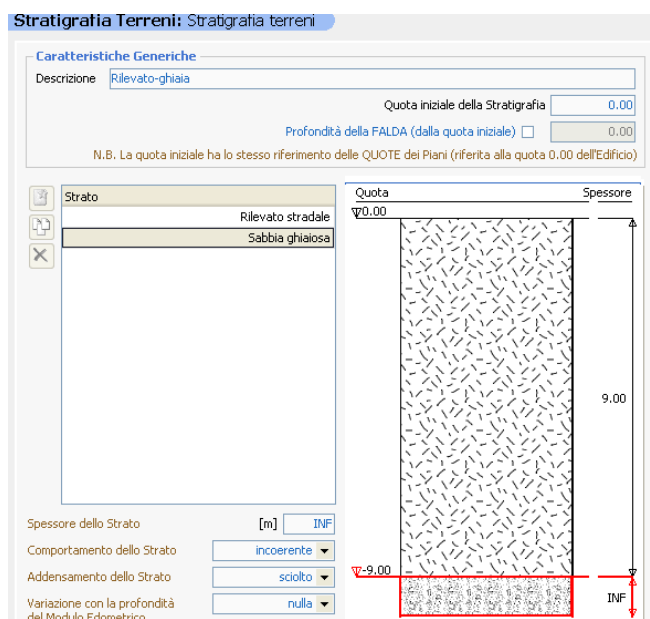 Stratigrafia Terreni: Stratigrafia terreni
Caratteristiche Generiche
Descrizione Rilevato-ghiaia
Quota iniziale della Stratigrafia 0.00
Profondità della FALDA (dalla quota iniziale) 0.00
N.B. La quota iniziale ha lo stesso riferimento delle QUOTE dei Piani (riferita alla quota 0.00 dell'Edificio)
Strato
Rilevato stradale
Sabbia ghiaiosa
Spessore dello Strato [m] INF
Comportamento dello Strato incoerente
Addensamento dello Strato sciolto
Variazione con la profondità nulla
del Modulo Edometrico
Quota Spessore
0.00
9.00
-9.00
INF